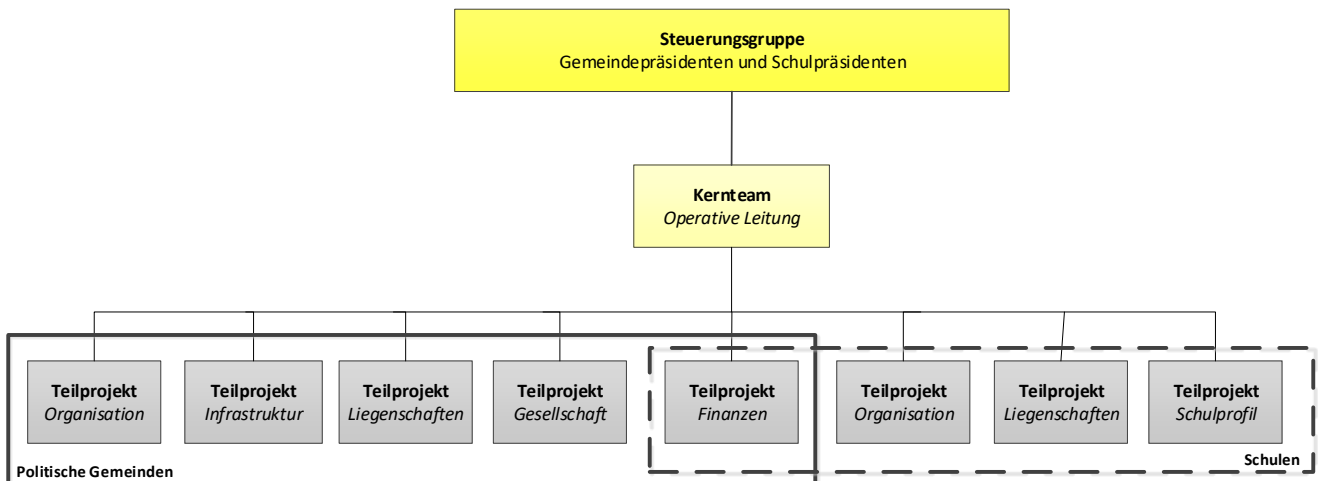 Steuerungsgruppe
Gemeindepräsidenten und Schulpräsidenten
Kernteam
Operative Leitung
Teilprojekt
Organisation
Teilprojekt
Infrastruktur
Teilprojekt
Liegenschaften
Teilprojekt
Gesellschaft
Teilprojekt
Finanzen
Teilprojekt
Organisation
Teilprojekt
Liegenschaften
Teilprojekt
Schulprofil
Politische Gemeinden
Schulen